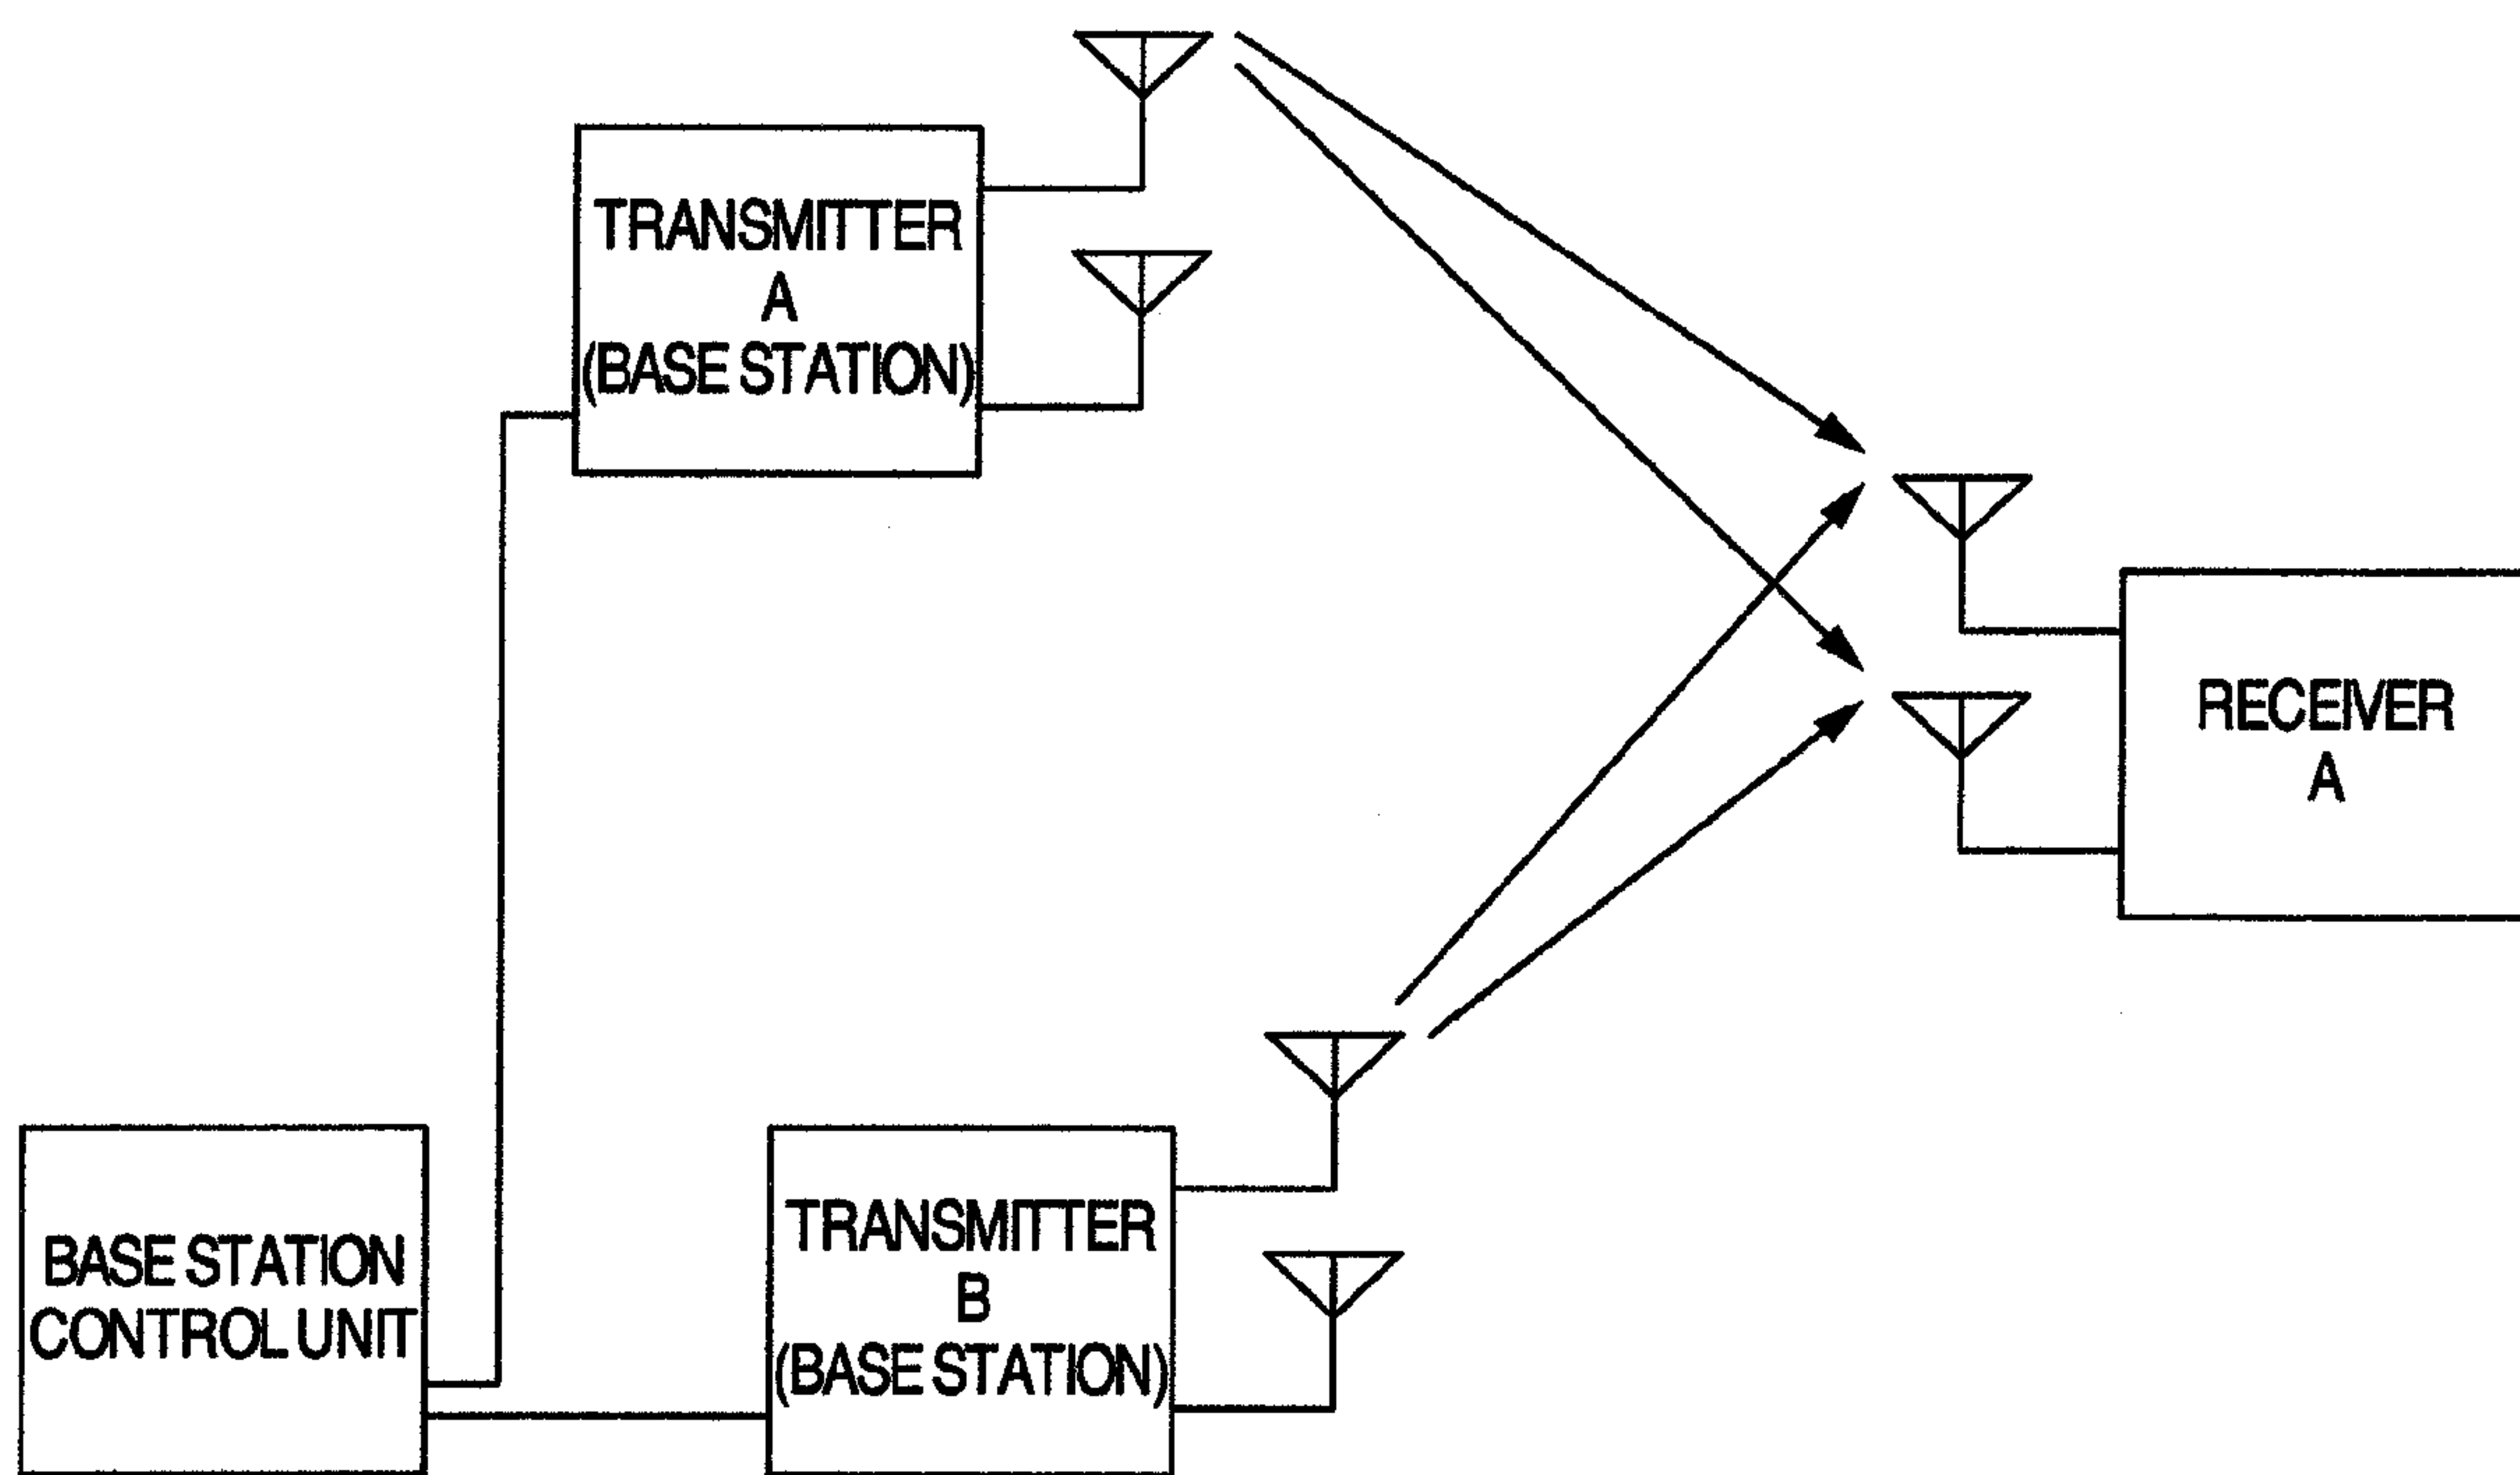 TRANSMITTER
A
(BASE STATION)
RECEIVER
A
BASE STATION
CONTROL UNIT
TRANSMITTER
B
(BASE STATION)